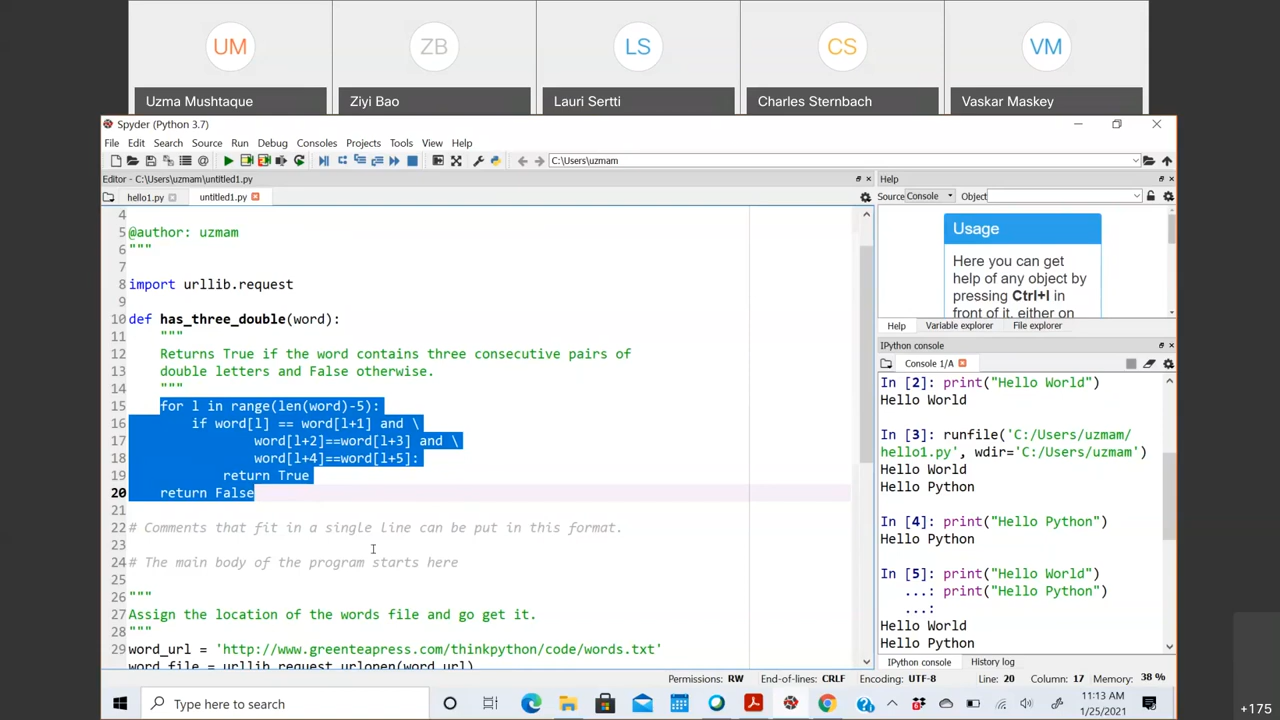 UM
ZB
LS
CS
VM
Uzma Mushtaque
Ziyi Bao
Lauri Sertti
Charles Sternbach
Vaskar Maskey
Spyder (Python 3.7)
File Edit Search Source Run Debug Consoles Projects Tools View Help
C:\Users\uzmam
Editor - C:\Users\uzmam\untitled1.py
hello1.py
untitled1.py
4
5 @author: uzmam
6 """
7
8 import urllib.request
9
10 def has_three_double(word):
11 """
12 Returns True if the word contains three consecutive pairs of
13 double letters and False otherwise.
14 """
15 for l in range(len(word)-5):
16 if word[l] == word[l+1] and \
17 word[l+2]==word[l+3] and \
18 word[l+4]==word[l+5]:
19 return True
20 return False
21
22 # Comments that fit in a single line can be put in this format.
23
24 # The main body of the program starts here
25
26 """
27 Assign the location of the words file and go get it.
28 """
29 word_url = 'http://www.greenteapress.com/thinkpython/code/words.txt'
word_file = urllib.request.urlopen(word_url)
Help
Source Console Object
Usage
Here you can get
help of any object by
pressing Ctrl+I in
front of it, either on
Help Variable explorer File explorer
IPython console
Console 1/A
In [2]: print("Hello World")
Hello World
In [3]: runfile('C:/Users/uzmam/
hello1.py', wdir='C:/Users/uzmam')
Hello World
Hello Python
In [4]: print("Hello Python")
Hello Python
In [5]: print("Hello World")
...: print("Hello Python")
...:
Hello World
Hello Python
IPython console History log
Permissions: RW End-of-lines: CRLF Encoding: UTF-8 Line: 20 Column: 17 Memory: 38 %
Type here to search
11:13 AM
1/25/2021
+175